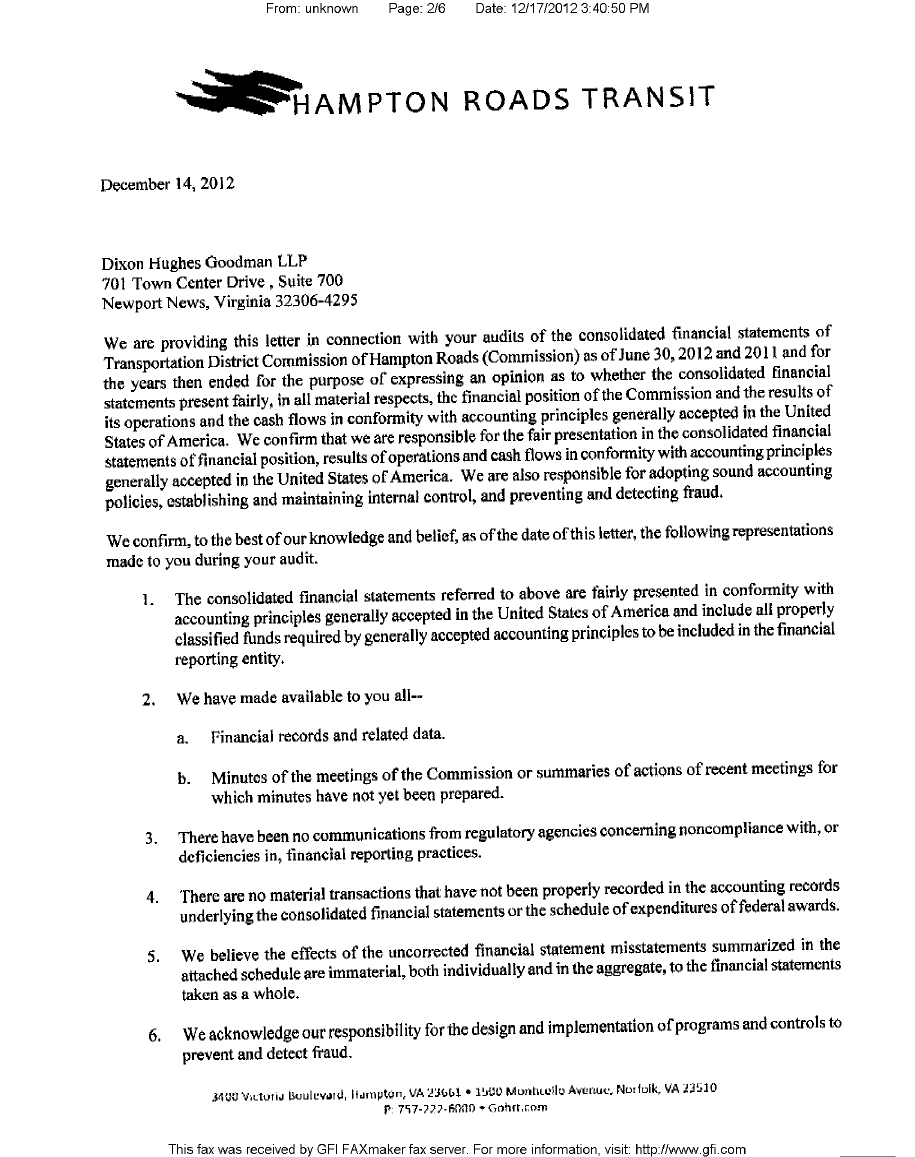 From: unknown Page: 2/6 Date: 12/17/2012 3:40:50 PM
HAMPTON ROADS TRANSIT
December 14, 2012
Dixon Hughes Goodman LLP
701 Town Center Drive , Suite 700
Newport News, Virginia 32306-4295
We are providing this letter in connection with your audits of the consolidated financial statements of
Transportation District Commission of Hampton Roads (Commission) as of June 30, 2012 and 2011 and for
the years then ended for the purpose of expressing an opinion as to whether the consolidated financial
statements present fairly, in all material respects, the financial position of the Commission and the results of
its operations and the cash flows in conformity with accounting principles generally accepted in the United
States of America. We confirm that we are responsible for the fair presentation in the consolidated financial
statements of financial position, results of operations and cash flows in conformity with accounting principles
generally accepted in the United States of America. We are also responsible for adopting sound accounting
policies, establishing and maintaining internal control, and preventing and detecting fraud.
We confirm, to the best of our knowledge and belief, as of the date of this letter, the following representations
made to you during your audit.
1. The consolidated financial statements referred to above are fairly presented in conformity with
accounting principles generally accepted in the United States of America and include all properly
classified funds required by generally accepted accounting principles to be included in the financial
reporting entity.
2. We have made available to you all--
a. Financial records and related data.
b. Minutes of the meetings of the Commission or summaries of actions of recent meetings for
which minutes have not yet been prepared.
3. There have been no communications from regulatory agencies concerning noncompliance with, or
deficiencies in, financial reporting practices.
4. There are no material transactions that have not been properly recorded in the accounting records
underlying the consolidated financial statements or the schedule of expenditures of federal awards.
5. We believe the effects of the uncorrected financial statement misstatements summarized in the
attached schedule are immaterial, both individually and in the aggregate, to the financial statements
taken as a whole.
6. We acknowledge our responsibility for the design and implementation of programs and controls to
prevent and detect fraud.
3400 Victoria Boulevard, Hampton, VA 23661 • 1500 Monticello Avenue, Norfolk, VA 23510
P: 757-222-6000 • Gohrt.com
This fax was received by GFI FAXmaker fax server. For more information, visit: http://www.gfi.com